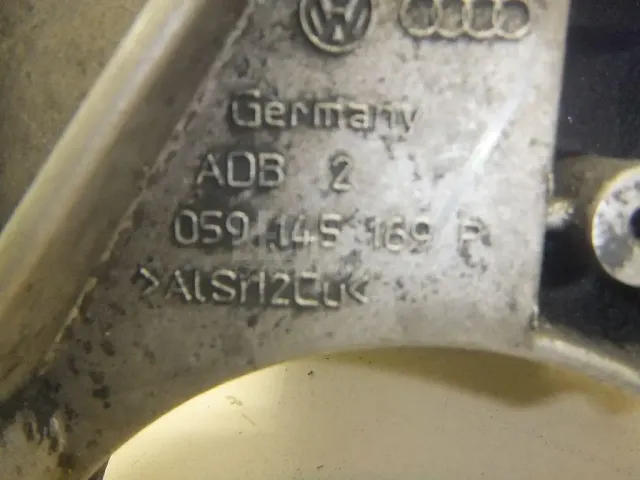 Germany
ADB 2
059 145 169 P
>AlSi12Cu<